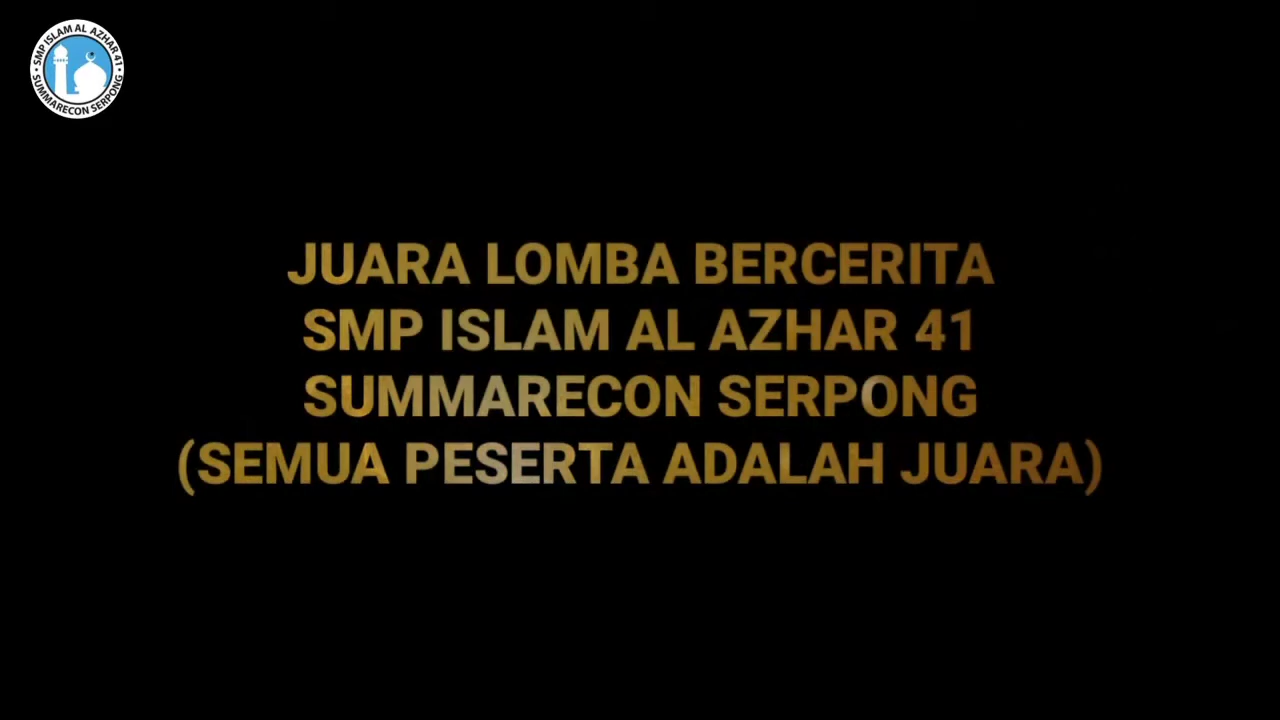 SMP ISLAM AL AZHAR 41
SUMMARECON SERPONG
JUARA LOMBA BERCERITA
SMP ISLAM AL AZHAR 41
SUMMARECON SERPONG
(SEMUA PESERTA ADALAH JUARA)